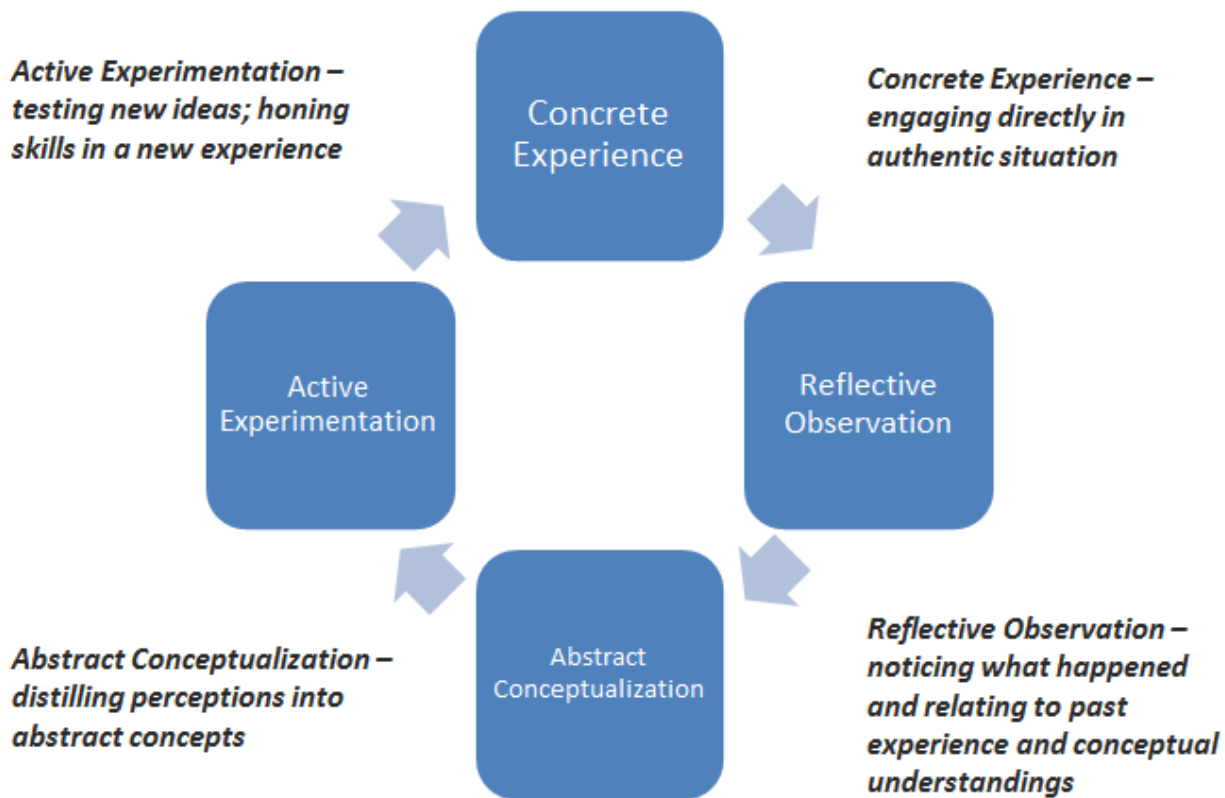 Active Experimentation –
testing new ideas; honing
skills in a new experience
Concrete
Experience
Concrete Experience –
engaging directly in
authentic situation
Active
Experimentation
Reflective
Observation
Abstract Conceptualization –
distilling perceptions into
abstract concepts
Abstract
Conceptualization
Reflective Observation –
noticing what happened
and relating to past
experience and conceptual
understandings